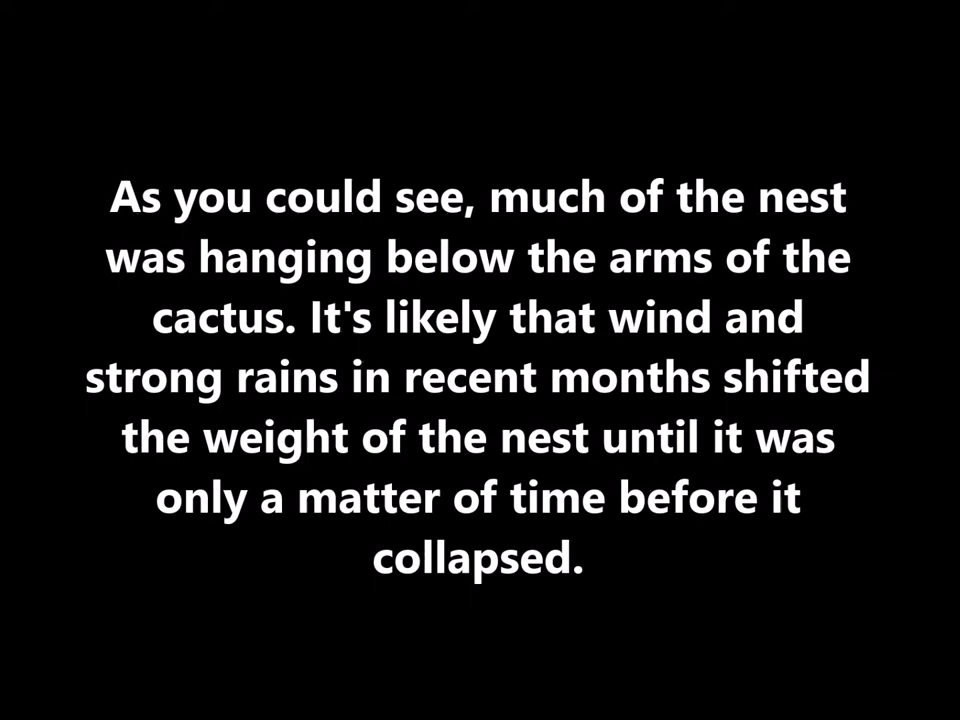 As you could see, much of the nest
was hanging below the arms of the
cactus. It's likely that wind and
strong rains in recent months shifted
the weight of the nest until it was
only a matter of time before it
collapsed.